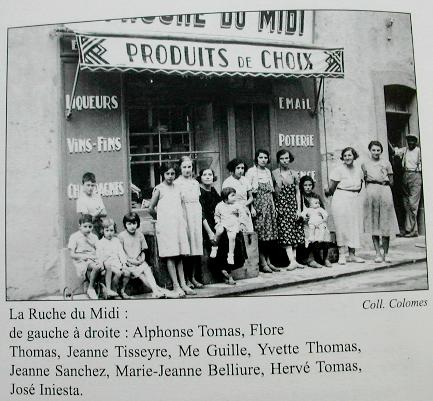 RUCHE DU MIDI
PRODUITS DE CHOIX
LIQUEURS
VINS-FINS
CHAMPAGNES
EMAIL
POTERIE
Coll. Colomes
La Ruche du Midi :
de gauche à droite : Alphonse Tomas, Flore
Thomas, Jeanne Tisseyre, Me Guille, Yvette Thomas,
Jeanne Sanchez, Marie-Jeanne Belliure, Hervé Tomas,
José Iniesta.